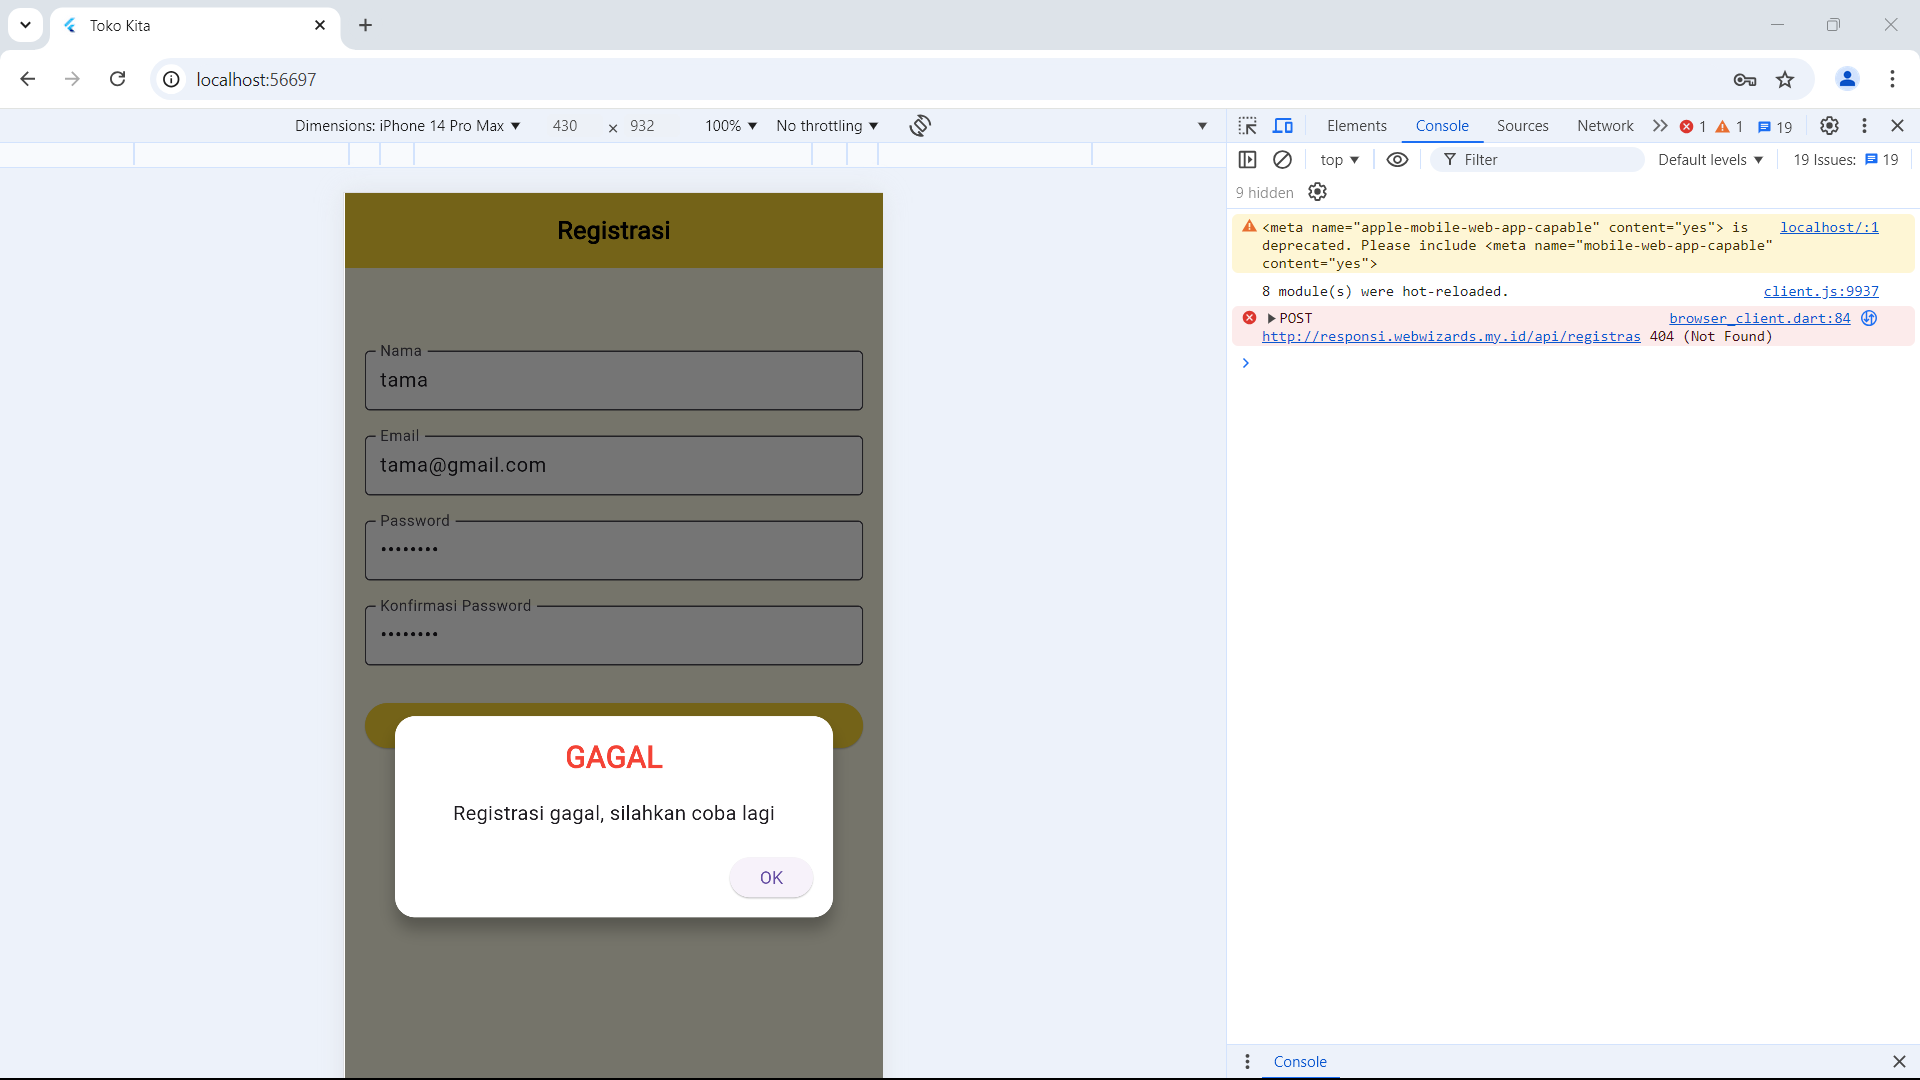 Toko Kita
localhost:56697
Dimensions: iPhone 14 Pro Max 430 x 932 100% No throttling
Elements Console Sources Network 1 1 19
top Filter Default levels 19 Issues: 19
9 hidden
Registrasi
Nama
tama
Email
tama@gmail.com
Password
••••••••
Konfirmasi Password
••••••••
GAGAL
Registrasi gagal, silahkan coba lagi
OK
<meta name="apple-mobile-web-app-capable" content="yes"> is localhost/:1
deprecated. Please include <meta name="mobile-web-app-capable"
content="yes">
8 module(s) were hot-reloaded. client.js:9937
POST browser_client.dart:84
http://responsi.webwizards.my.id/api/registras 404 (Not Found)
Console